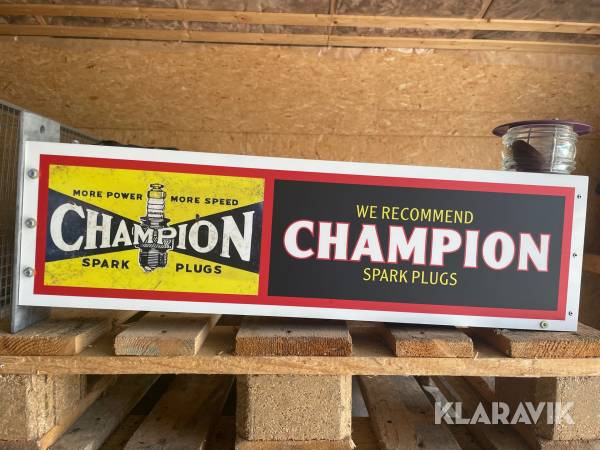 MORE POWER MORE SPEED
CHAMPION
SPARK PLUGS
WE RECOMMEND
CHAMPION
SPARK PLUGS
KLARAVIK